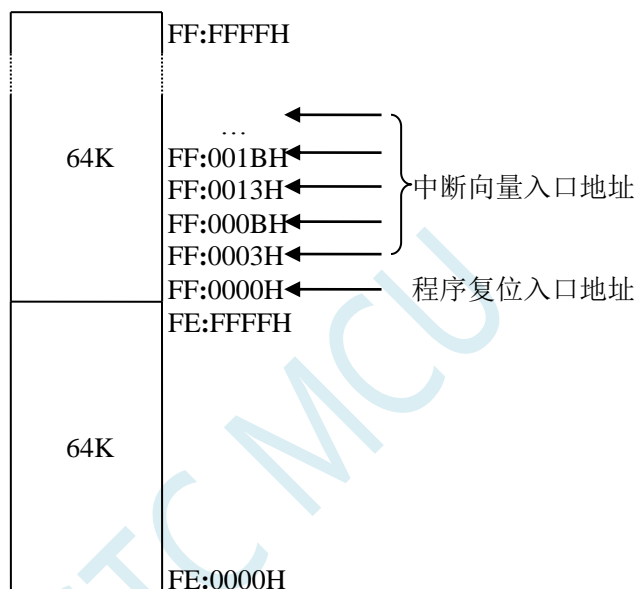 FF:FFFFH
…
64K
FF:001BH
FF:0013H
中断向量入口地址
FF:000BH
FF:0003H
FF:0000H
程序复位入口地址
FE:FFFFH
64K
FE:0000H
STC MCU